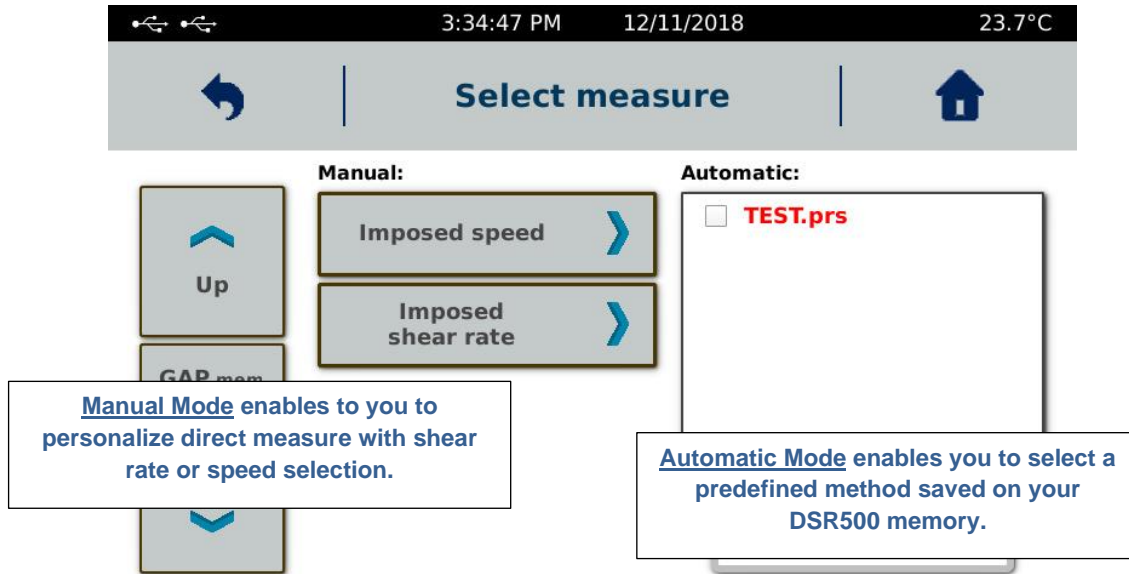 3:34:47 PM 12/11/2018 23.7°C
Select measure
Manual:
Automatic:
Imposed speed
TEST.prs
Up
Imposed
shear rate
GAP mem
Manual Mode enables to you to
personalize direct measure with shear
rate or speed selection.
Automatic Mode enables you to select a
predefined method saved on your
DSR500 memory.